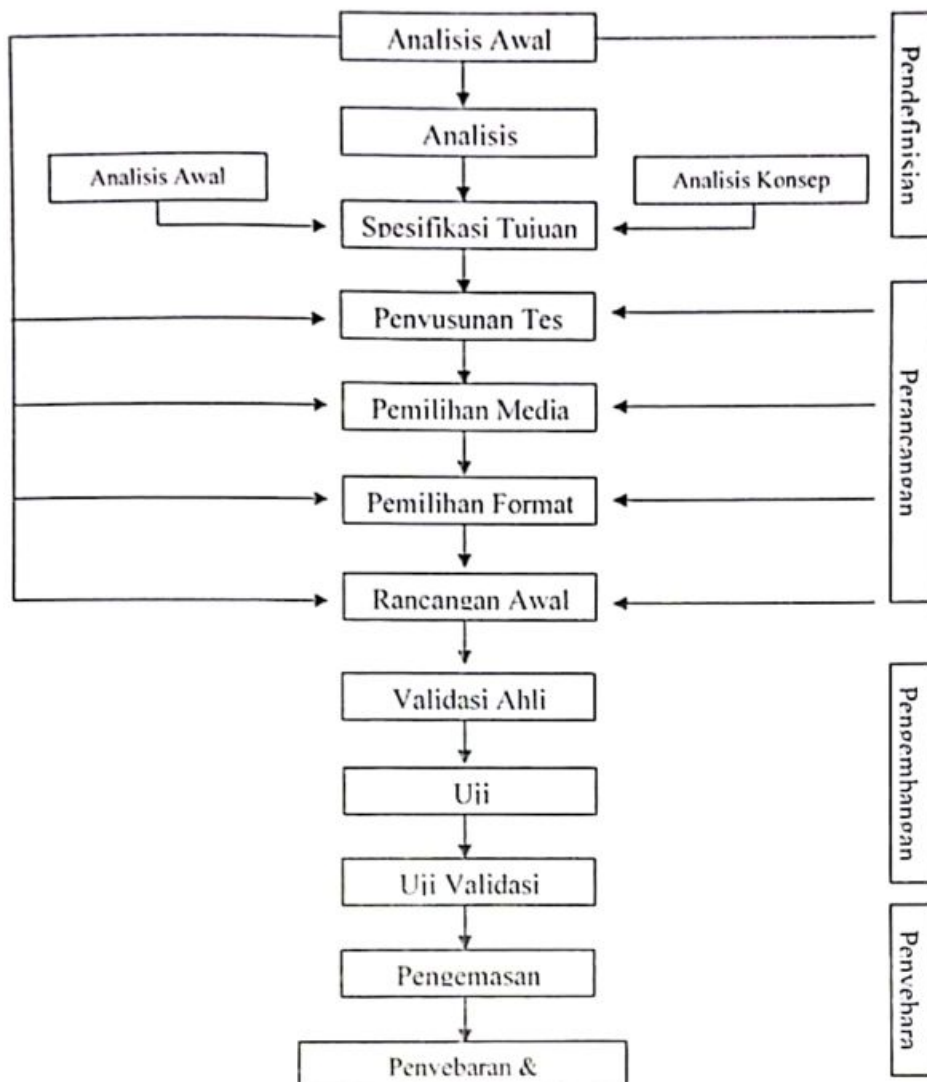 Analisis Awal
Analisis
Analisis Awal
Analisis Konsep
Spesifikasi Tujuan
Penyusunan Tes
Pemilihan Media
Pemilihan Format
Rancangan Awal
Validasi Ahli
Uji
Uji Validasi
Pengemasan
Penyebaran &
Pendefinisian
Perancangan
Pengembangan
Penyebara